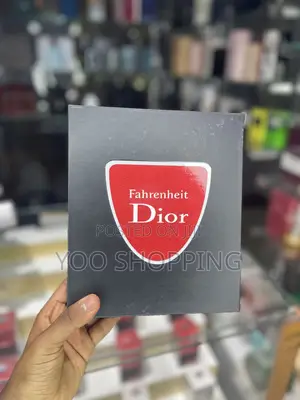 Fahrenheit
Dior
POSTED ON JIJI
YOO SHOPPING